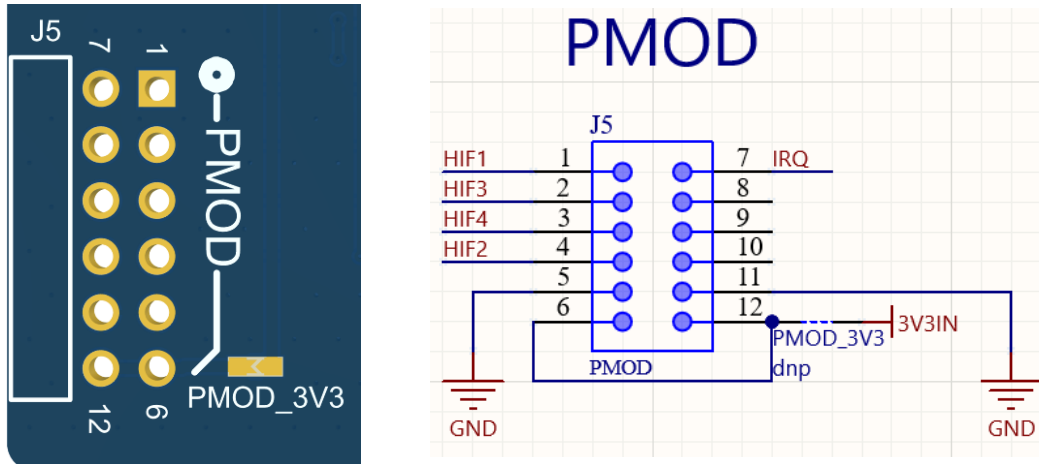 J5
7 1
PMOD
12 6
PMOD_3V3
PMOD
J5
HIF1 1 7 IRQ
HIF3 2 8
HIF4 3 9
HIF2 4 10
5 11
6 12
3V3IN
PMOD_3V3
PMOD dnp
GND GND